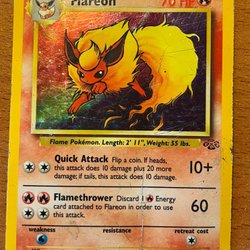 Flareon 70 HP
Flame Pokémon. Length: 2' 11", Weight: 55 lbs.
Quick Attack Flip a coin. If heads,
this attack does 10 damage plus 20 more
damage; if tails, this attack does 10 damage.
10+
Flamethrower Discard 1 Energy
card attached to Flareon in order to use
this attack.
60
weakness resistance retreat cost